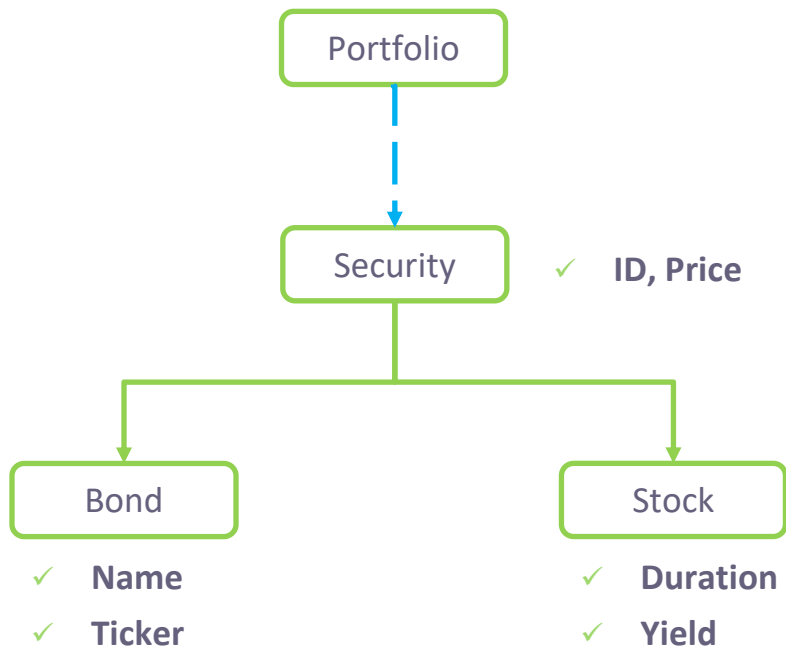 Portfolio
Security
ID, Price
Bond
Stock
Name
Ticker
Duration
Yield